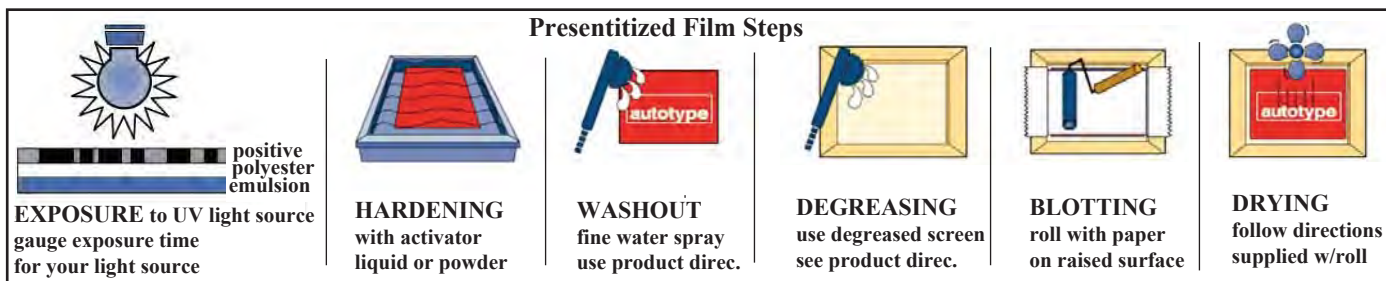 Presentitized Film Steps
positive
polyester
emulsion
EXPOSURE to UV light source
gauge exposure time
for your light source
HARDENING
with activator
liquid or powder
autotype
WASHOUT
fine water spray
use product direc.
DEGREASING
use degreased screen
see product direc.
BLOTTING
roll with paper
on raised surface
autotype
DRYING
follow directions
supplied w/roll